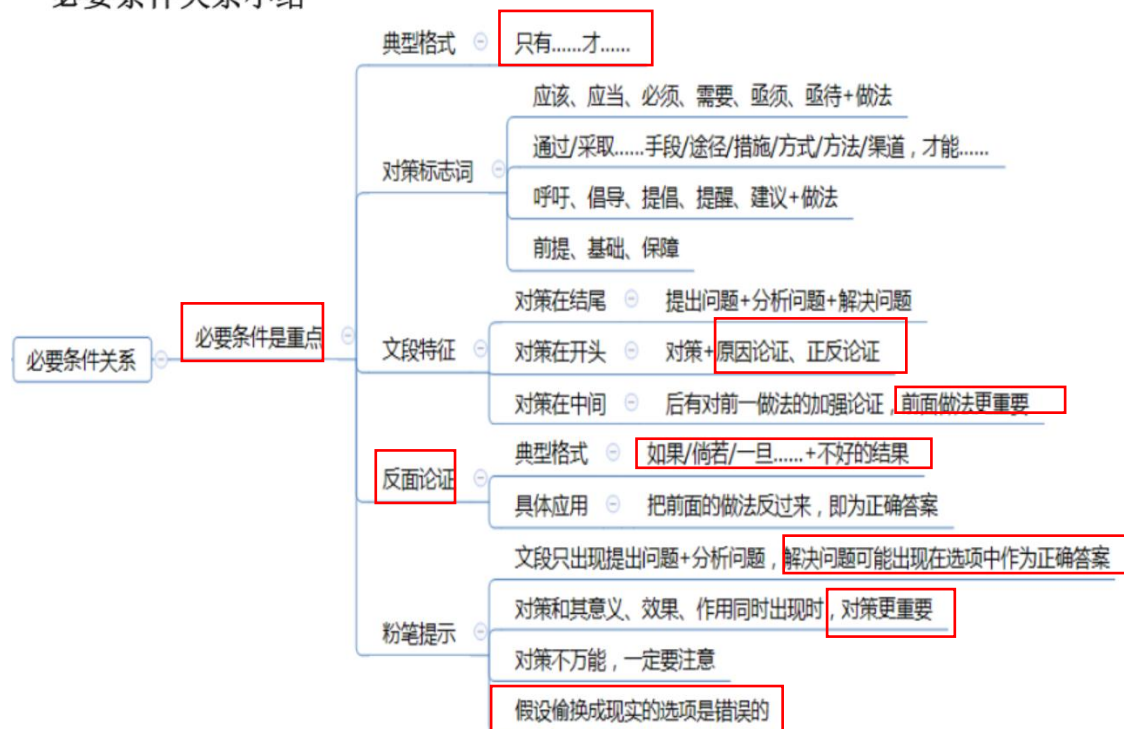 必要条件关系小结
典型格式 只有……才……
应该、应当、必须、需要、亟须、亟待+做法
通过/采取……手段/途径/措施/方式/方法/渠道，才能……
对策标志词
呼吁、倡导、提倡、提醒、建议+做法
前提、基础、保障
对策在结尾 提出问题+分析问题+解决问题
必要条件关系 必要条件是重点 文段特征 对策在开头 对策+原因论证、正反论证
对策在中间 后有对前一做法的加强论证，前面做法更重要
典型格式 如果/倘若/一旦……+不好的结果
反面论证
具体应用 把前面的做法反过来，即为正确答案
文段只出现提出问题+分析问题，解决问题可能出现在选项中作为正确答案
对策和其意义、效果、作用同时出现时，对策更重要
粉笔提示
对策不万能，一定要注意
假设偷换成现实的选项是错误的